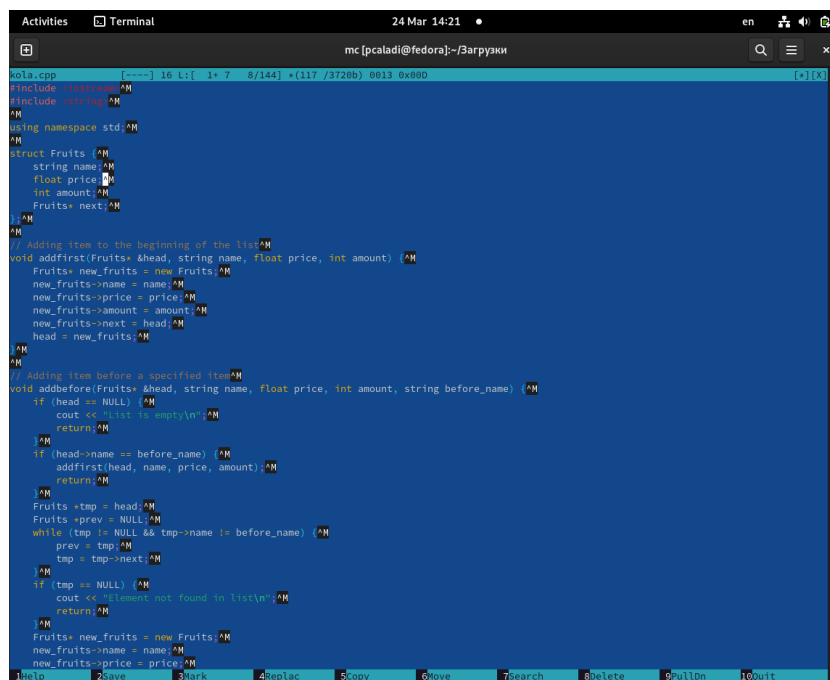 Activities Terminal 24 Mar 14:21 en
mc [pcaladi@fedora]:~/Загрузки
kola.cpp [----] 16 L:[ 1+ 7 8/144] *(117 /3720b) 0013 0x00D [*][X]
#include <iostream>^M
#include <string>^M
^M
using namespace std;^M
^M
struct Fruits {^M
string name;^M
float price;^M
int amount;^M
Fruits* next;^M
};^M
^M
// Adding item to the beginning of the list^M
void addfirst(Fruits* &head, string name, float price, int amount) {^M
Fruits* new_fruits = new Fruits;^M
new_fruits->name = name;^M
new_fruits->price = price;^M
new_fruits->amount = amount;^M
new_fruits->next = head;^M
head = new_fruits;^M
}^M
^M
// Adding item before a specified item^M
void addbefore(Fruits* &head, string name, float price, int amount, string before_name) {^M
if (head == NULL) {^M
cout << "List is empty\n";^M
return;^M
}^M
if (head->name == before_name) {^M
addfirst(head, name, price, amount);^M
return;^M
}^M
Fruits *tmp = head;^M
Fruits *prev = NULL;^M
while (tmp != NULL && tmp->name != before_name) {^M
prev = tmp;^M
tmp = tmp->next;^M
}^M
if (tmp == NULL) {^M
cout << "Element not found in list\n";^M
return;^M
}^M
Fruits* new_fruits = new Fruits;^M
new_fruits->name = name;^M
new_fruits->price = price;^M
1Help 2Save 3Mark 4Replac 5Copy 6Move 7Search 8Delete 9PullDn 10Quit